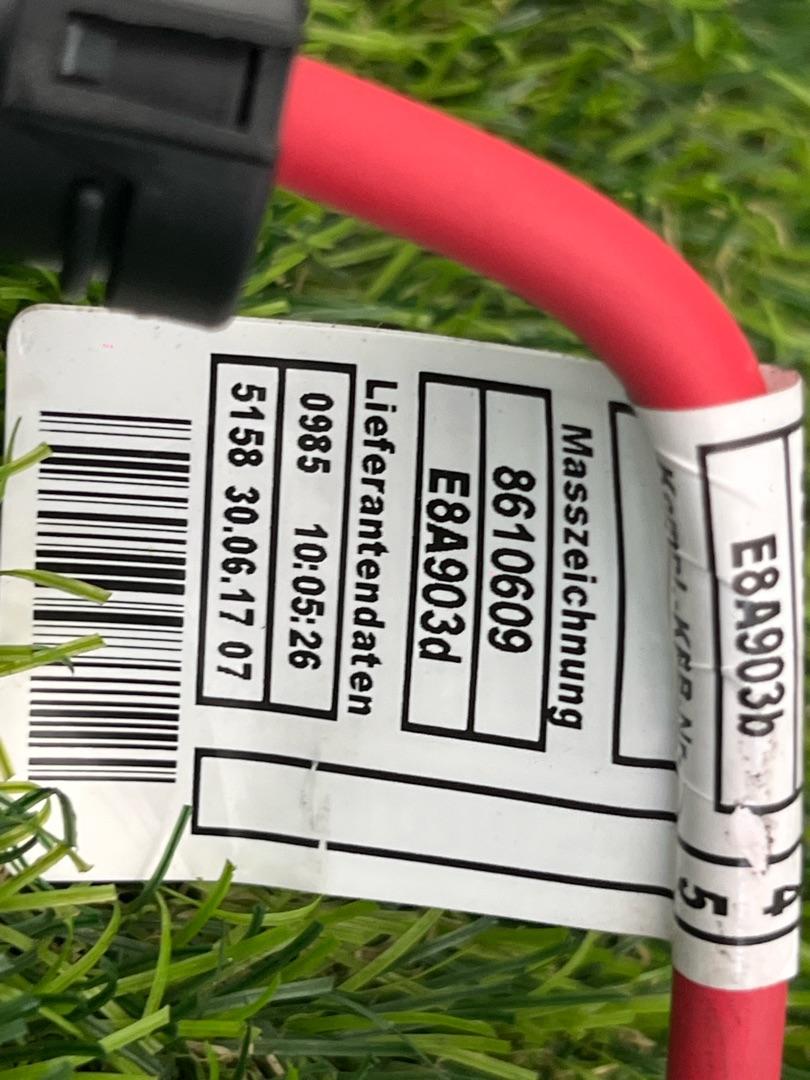 E8A903b
4
5
Masszeichnung
8610609
E8A903d
Lieferantendaten
0985 10:05:26
5158 30.06.17 07